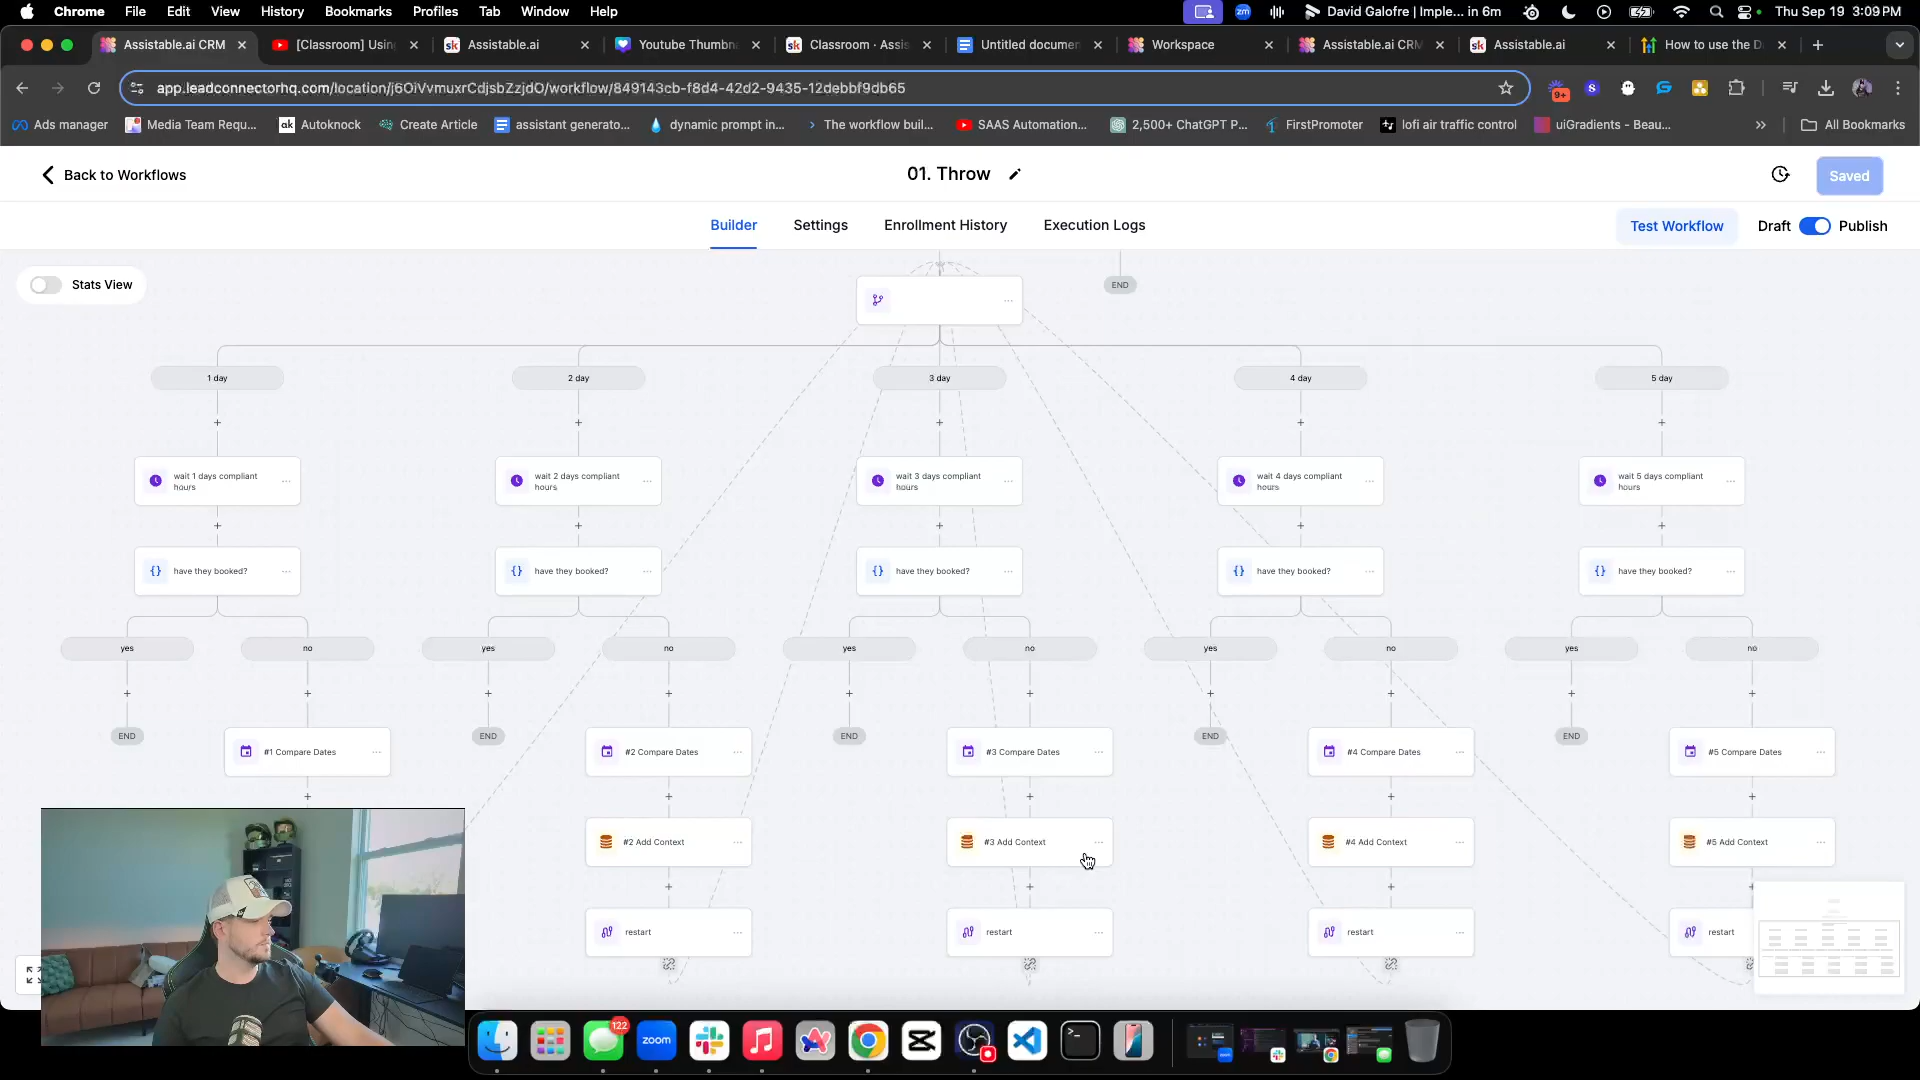 Chrome File Edit View History Bookmarks Profiles Tab Window Help
zm
David Galofre | Imple... in 6m
Thu Sep 19 3:09 PM
Assistable.ai CRM
[Classroom] Usin
sk Assistable.ai
Youtube Thumbn
sk Classroom · Assis
Untitled documen
Workspace
Assistable.ai CRM
sk Assistable.ai
How to use the D
app.leadconnectorhq.com/location/j6OiVvmuxrCdjsbZzjdO/workflow/849143cb-f8d4-42d2-9435-12debbf9db65
9+
Ads manager
Media Team Requ...
ak Autoknock
Create Article
assistant generato...
dynamic prompt in...
The workflow buil...
SAAS Automation...
2,500+ ChatGPT P...
FirstPromoter
lofi air traffic control
uiGradients - Beau...
All Bookmarks
Back to Workflows
01. Throw
Saved
Builder Settings Enrollment History Execution Logs
Test Workflow
Draft Publish
Stats View
END
1 day 2 day 3 day 4 day 5 day
wait 1 days compliant hours
wait 2 days compliant hours
wait 3 days compliant hours
wait 4 days compliant hours
wait 5 days compliant hours
have they booked? have they booked? have they booked? have they booked? have they booked?
yes no yes no yes no yes no yes no
END END END END END
#1 Compare Dates #2 Compare Dates #3 Compare Dates #4 Compare Dates #5 Compare Dates
#2 Add Context #3 Add Context #4 Add Context #5 Add Context
restart restart restart restart
122
zoom